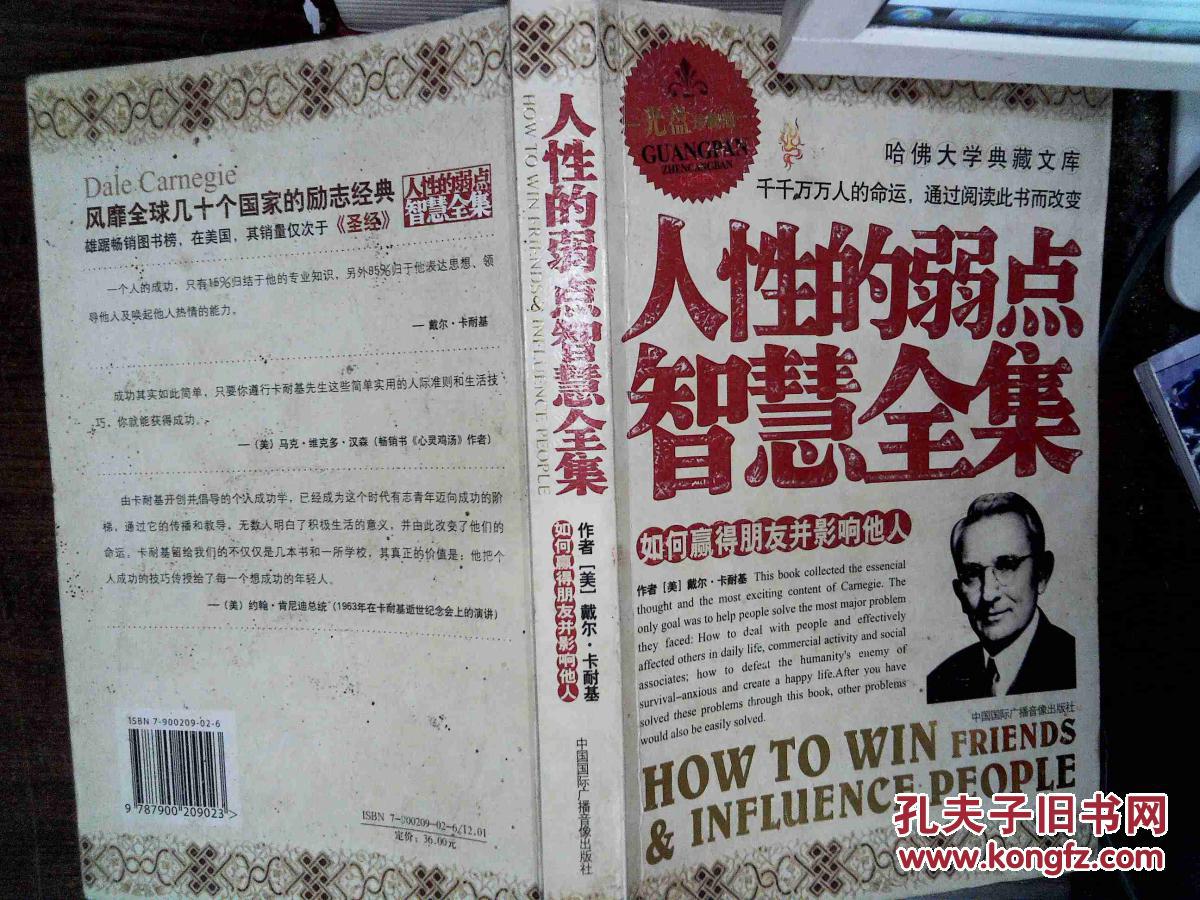 Dale Carnegie
风靡全球几十个国家的励志经典
人性的弱点
智慧全集
雄踞畅销图书榜，在美国，其销量仅次于《圣经》
一个人的成功，只有15%归结于他的专业知识，另外85%归于他表达思想、领
导他人及唤起他人热情的能力。
— 戴尔·卡耐基
成功其实如此简单，只要你遵行卡耐基先生这些简单实用的人际准则和生活技
巧，你就能获得成功。
—（美）马克·维克多·汉森（畅销书《心灵鸡汤》作者）
由卡耐基开创并倡导的个人成功学，已经成为这个时代有志青年迈向成功的阶
梯，通过它的传播和教导，无数人明白了积极生活的意义，并由此改变了他们的
命运。卡耐基留给我们的不仅仅是几本书和一所学校，其真正的价值是：他把个
人成功的技巧传授给了每一个想成功的年轻人。
—（美）约翰·肯尼迪总统（1963年在卡耐基逝世纪念会上的演讲）
ISBN 7-900209-02-6
9 787900 209023 >
ISBN 7-900209-02-6/12.01
定价：36.00元
人性的弱点智慧全集
HOW TO WIN FRIENDS & INFLUENCE PEOPLE
如何赢得朋友并影响他人
作者 [美] 戴尔·卡耐基
中国国际广播音像出版社
光盘珍藏版
GUANGPAN
ZHENCANGBAN
哈佛大学典藏文库
千千万万人的命运，通过阅读此书而改变
人性的弱点
智慧全集
如何赢得朋友并影响他人
作者 [美] 戴尔·卡耐基 This book collected the essencial
thought and the most exciting content of Carnegie. The
only goal was to help people solve the most major problem
they faced: How to deal with people and effectively
affected others in daily life, commercial activity and social
associates; how to defeat the humanity's enemy of
survival-anxious and create a happy life.After you have
solved these problems through this book, other problems
would also be easily solved.
中国国际广播音像出版社
HOW TO WIN FRIENDS
& INFLUENCE PEOPLE
孔夫子旧书网
www.kongfz.com